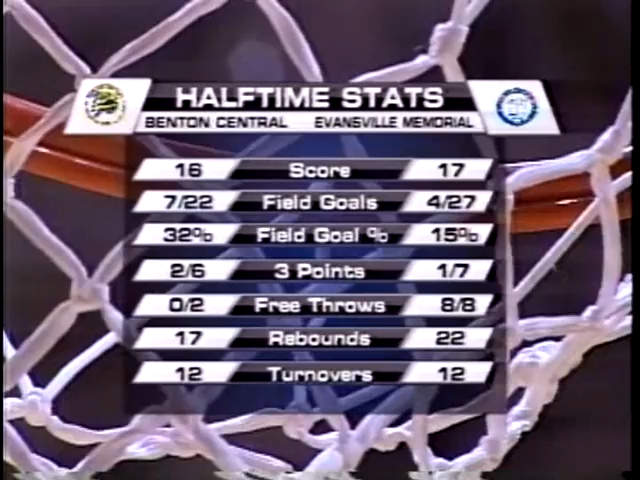 HALFTIME STATS
BENTON CENTRAL EVANSVILLE MEMORIAL
16 Score 17
7/22 Field Goals 4/27
32% Field Goal % 15%
2/6 3 Points 1/7
0/2 Free Throws 8/8
17 Rebounds 22
12 Turnovers 12